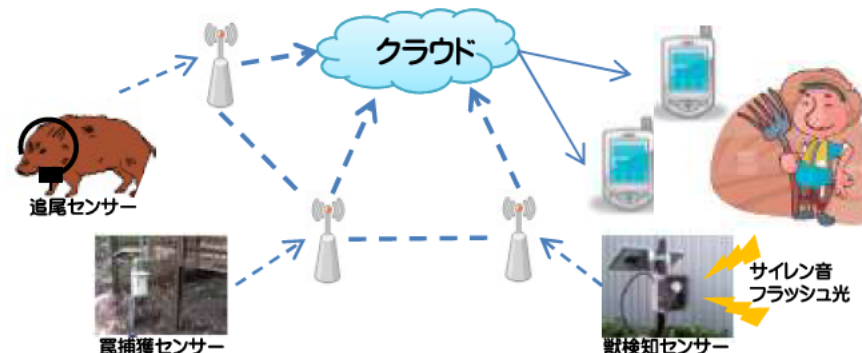 クラウド
追尾センサー
サイレン音
フラッシュ光
罠捕獲センサー
獣検知センサー